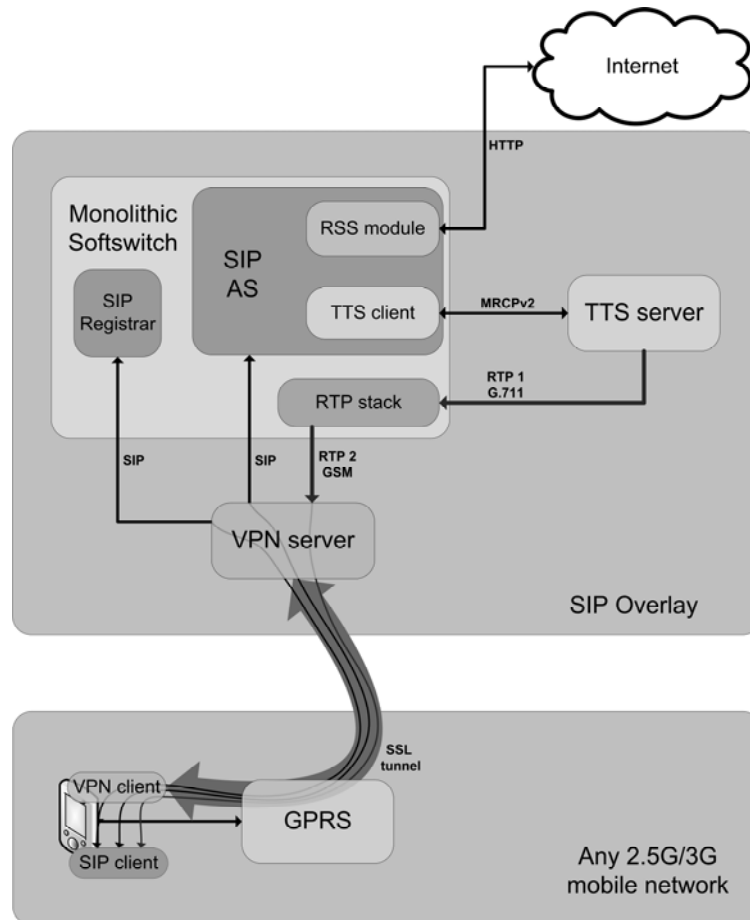 Internet
HTTP
Monolithic
Softswitch
RSS module
SIP
AS
SIP
Registrar
TTS client
MRCPv2
TTS server
RTP 1
G.711
RTP stack
SIP
SIP
RTP 2
GSM
VPN server
SIP Overlay
SSL
tunnel
VPN client
GPRS
SIP client
Any 2.5G/3G
mobile network